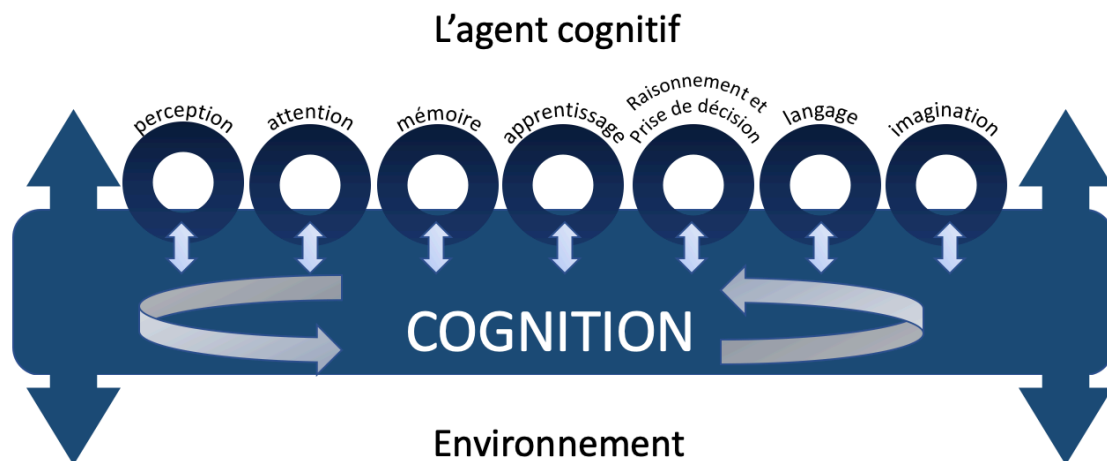 L'agent cognitif
perception
attention
mémoire
apprentissage
Raisonnement et
Prise de décision
langage
imagination
COGNITION
Environnement